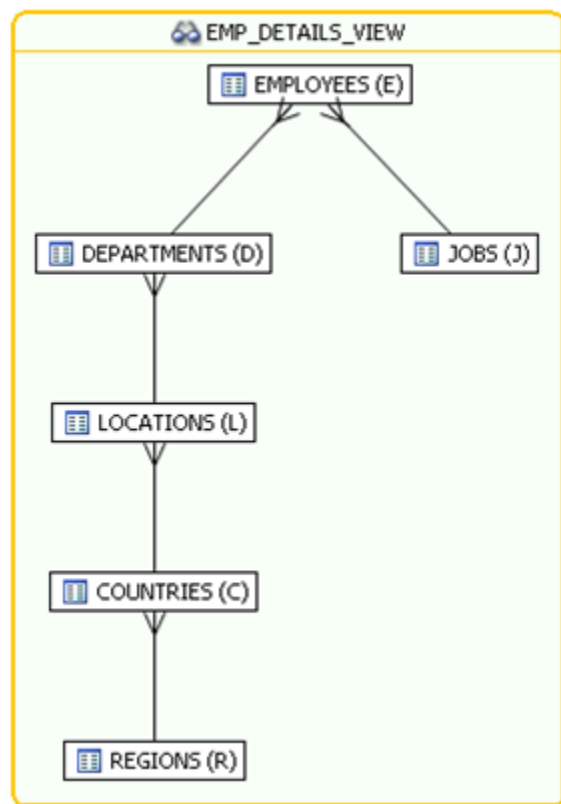 EMP_DETAILS_VIEW
EMPLOYEES (E)
DEPARTMENTS (D)
JOBS (J)
LOCATIONS (L)
COUNTRIES (C)
REGIONS (R)